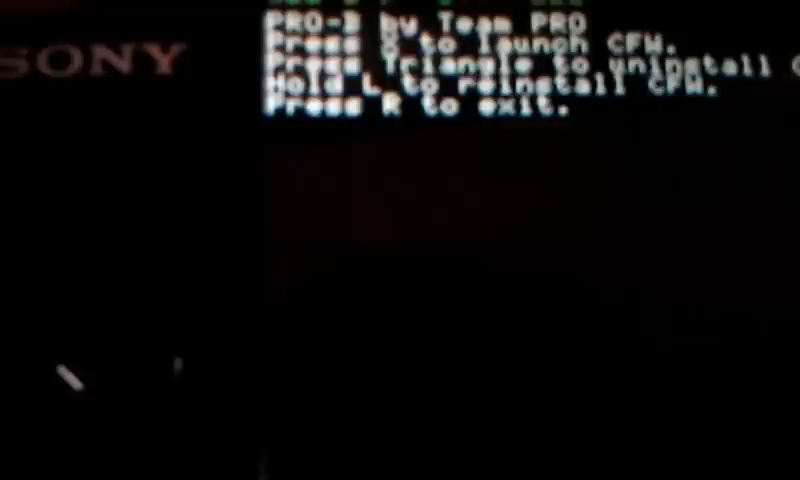 SONY
PRO-B by Team PRO
Press X to launch CFW.
Press Triangle to uninstall
Hold L to reinstall CFW.
Press R to exit.